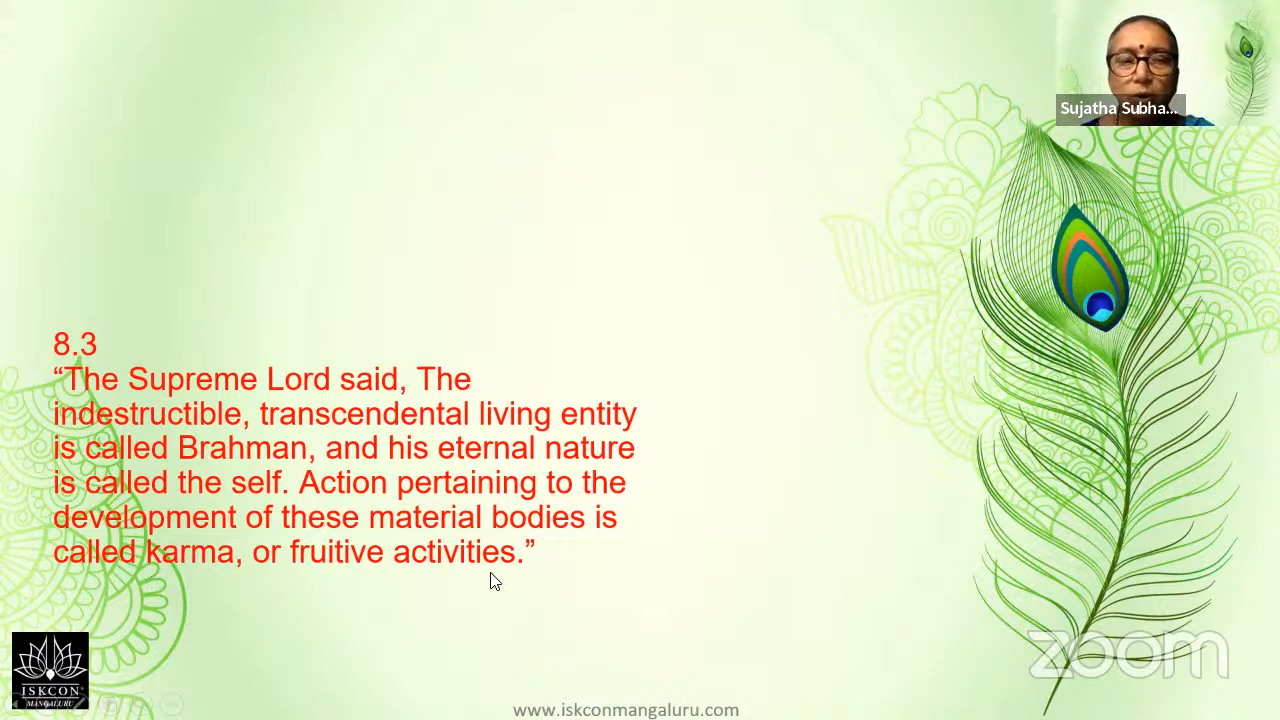 Sujatha Subha...
8.3
“The Supreme Lord said, The
indestructible, transcendental living entity
is called Brahman, and his eternal nature
is called the self. Action pertaining to the
development of these material bodies is
called karma, or fruitive activities.”
ISKCON
MANGALURU
zoom
www.iskconmangaluru.com